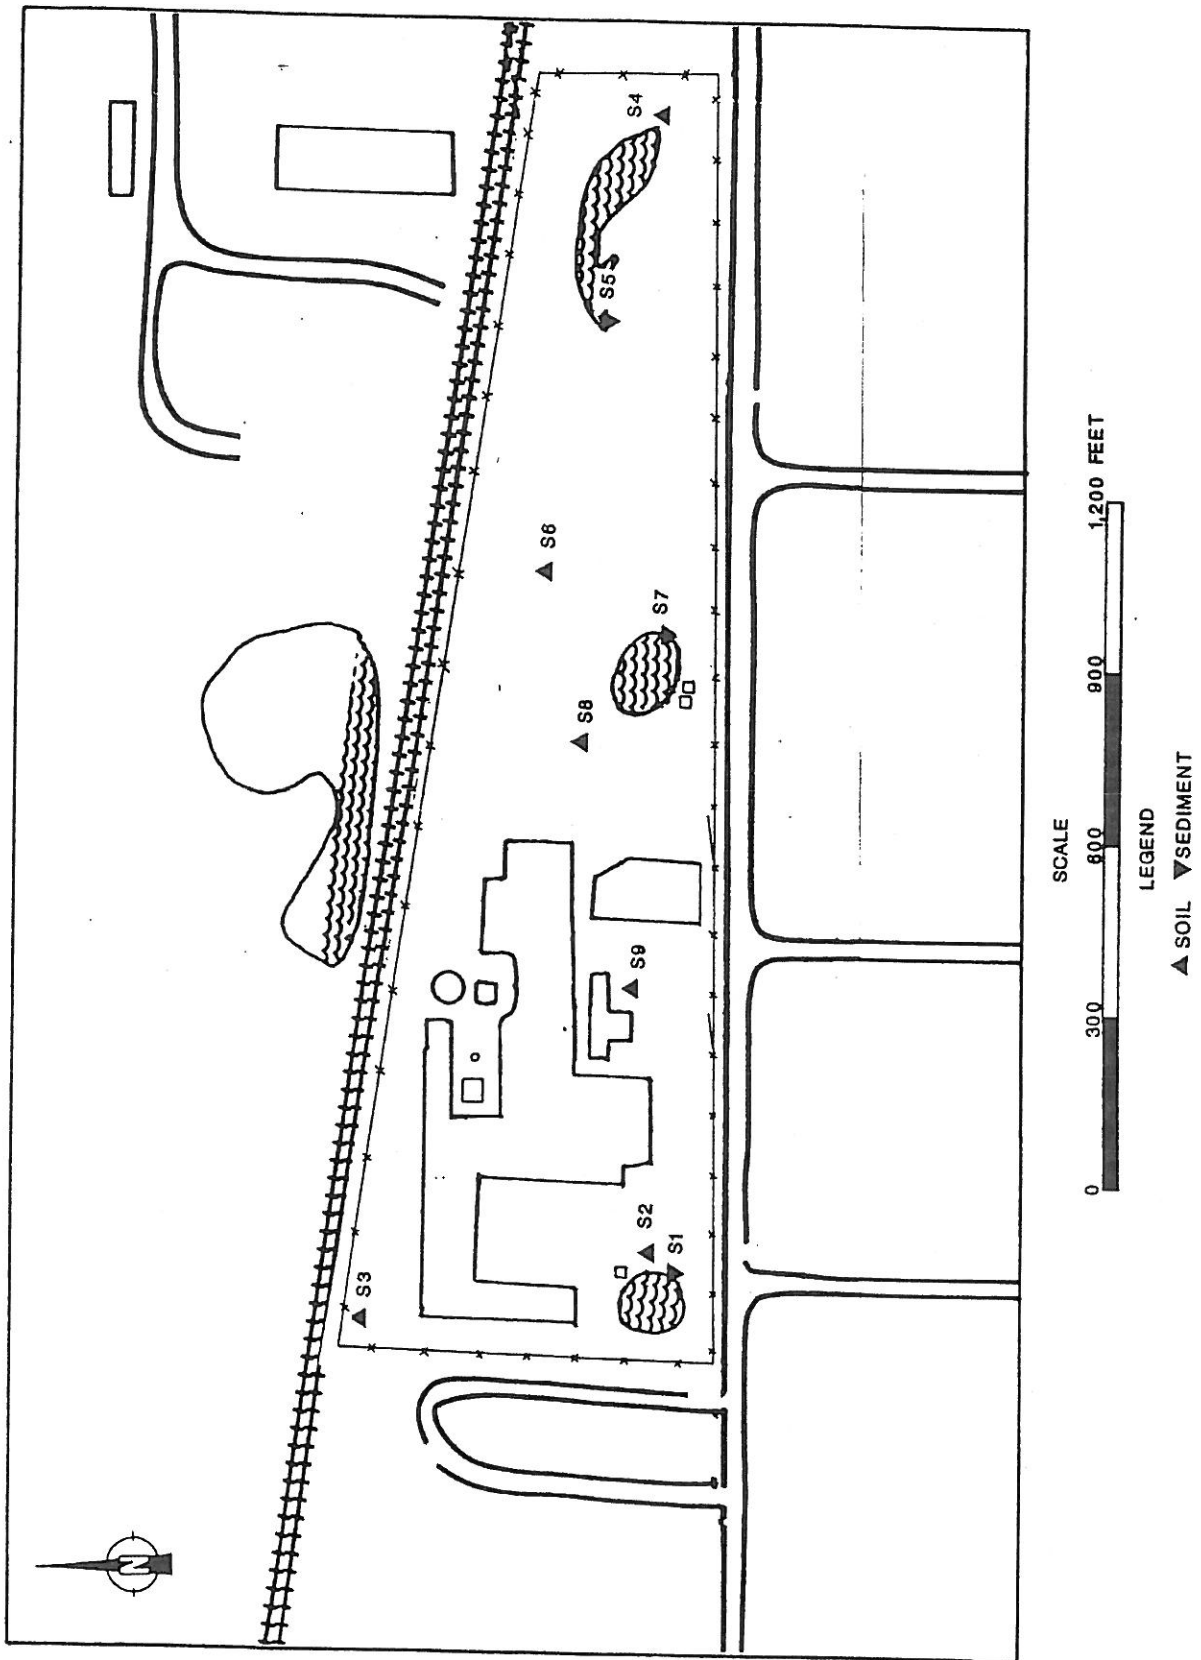 N
S3
S2
S1
S9
S8
S7
S6
S5
S4
SCALE
0 300 600 900 1,200 FEET
LEGEND
▲ SOIL ▼ SEDIMENT